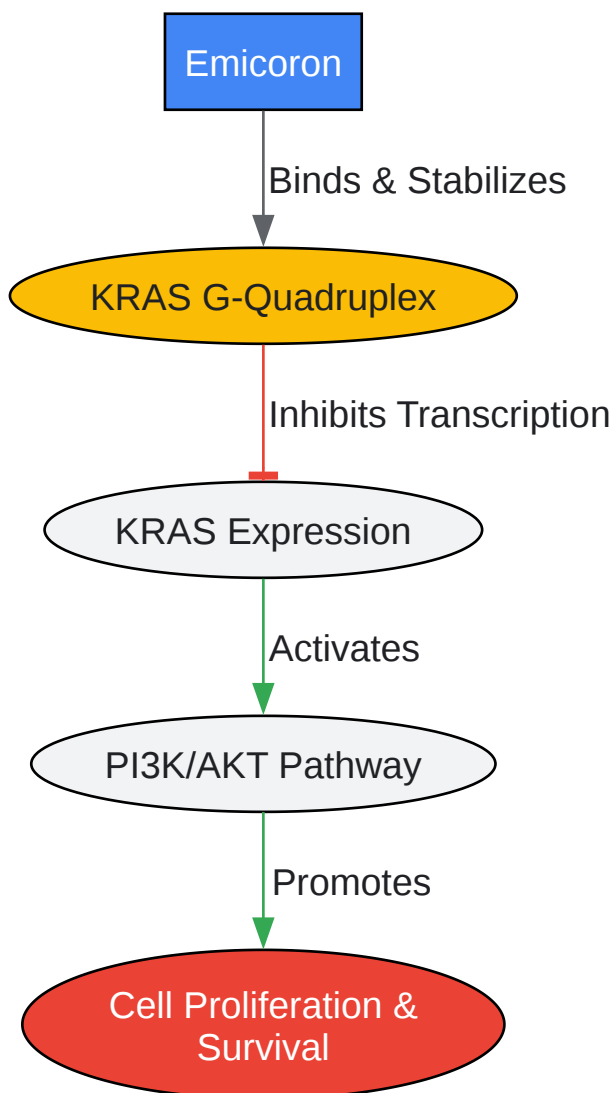 Emicoron
Binds & Stabilizes
KRAS G-Quadruplex
Inhibits Transcription
KRAS Expression
Activates
PI3K/AKT Pathway
Promotes
Cell Proliferation &
Survival